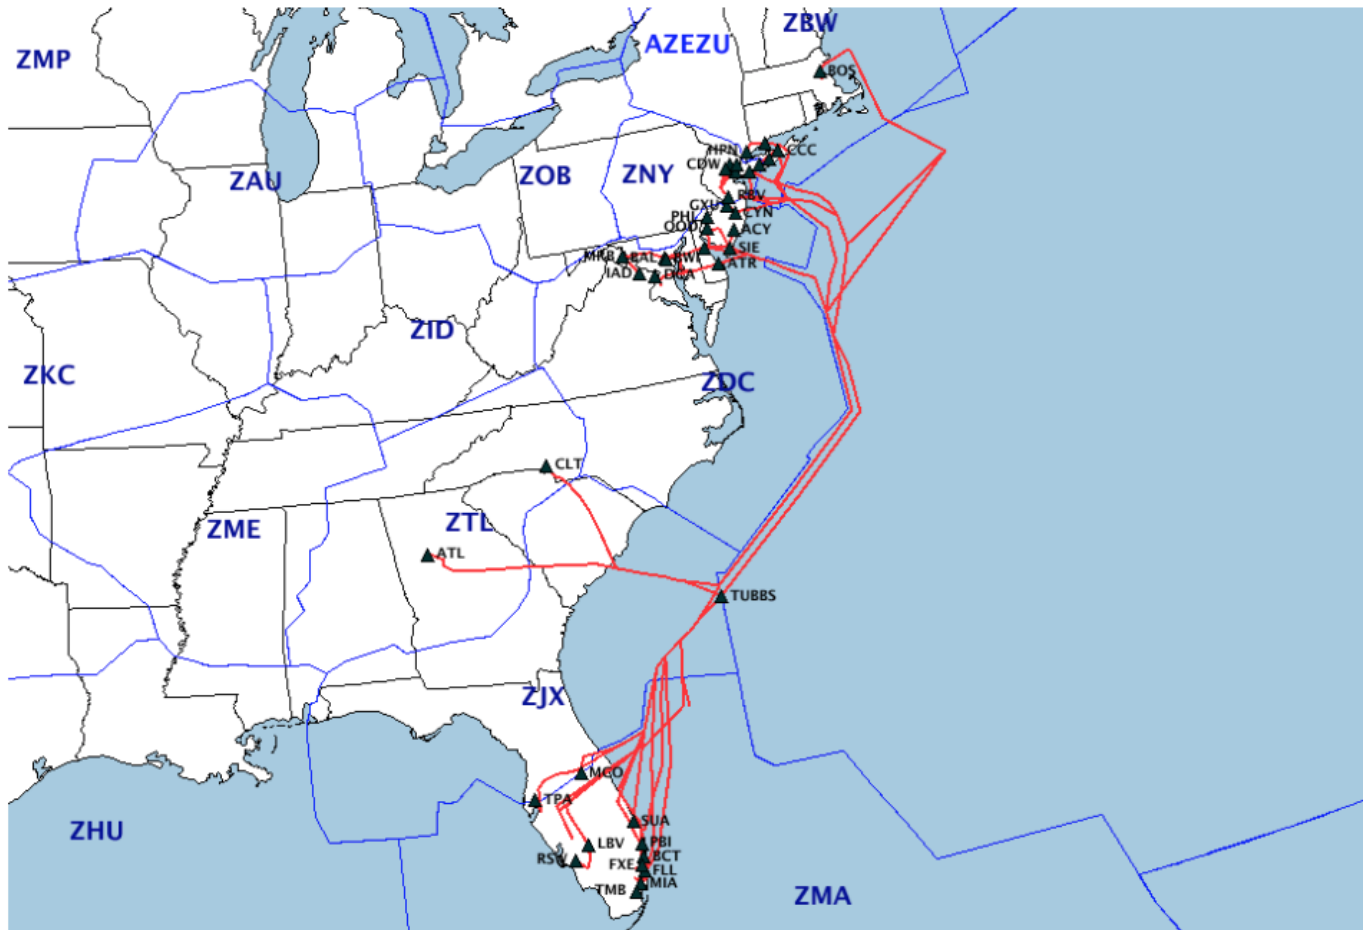 ZBW
AZEZU
ZMP
BOS
HPN
CCC
CDW
ZAU
ZOB
ZNY
RBV
GXU
CYN
PHL
OOD
ACY
SIE
MRB
BAL
BWI
ATR
IAD
DCA
ZID
ZKC
ZDC
CLT
ZME
ZTL
ATL
TUBBS
ZJX
MCO
TPA
ZHU
SUA
LBV
PBI
RSW
BCT
FXE
FLL
MIA
TMB
ZMA